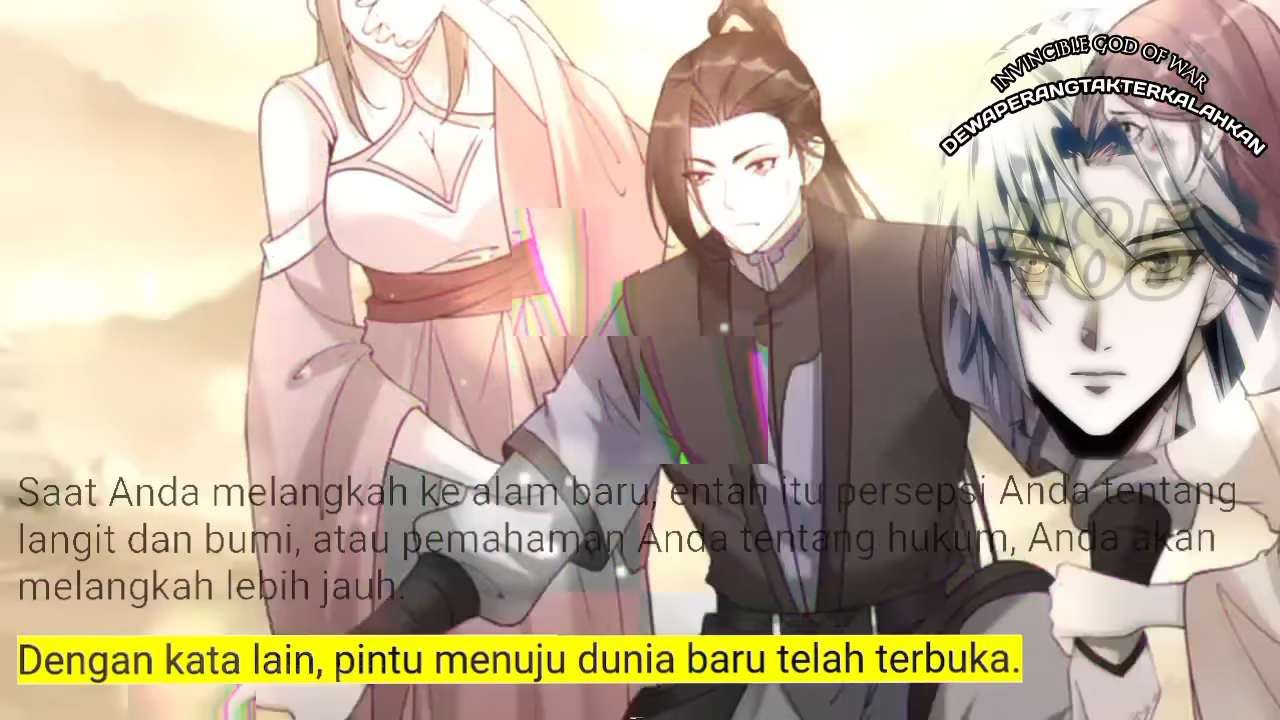 INVINCIBLE GOD OF WAR
DEWAPERANGTAKTERKALAHKAN
485
Saat Anda melangkah ke alam baru, entah itu persepsi Anda tentang
langit dan bumi, atau pemahaman Anda tentang hukum, Anda akan
melangkah lebih jauh.
Dengan kata lain, pintu menuju dunia baru telah terbuka.